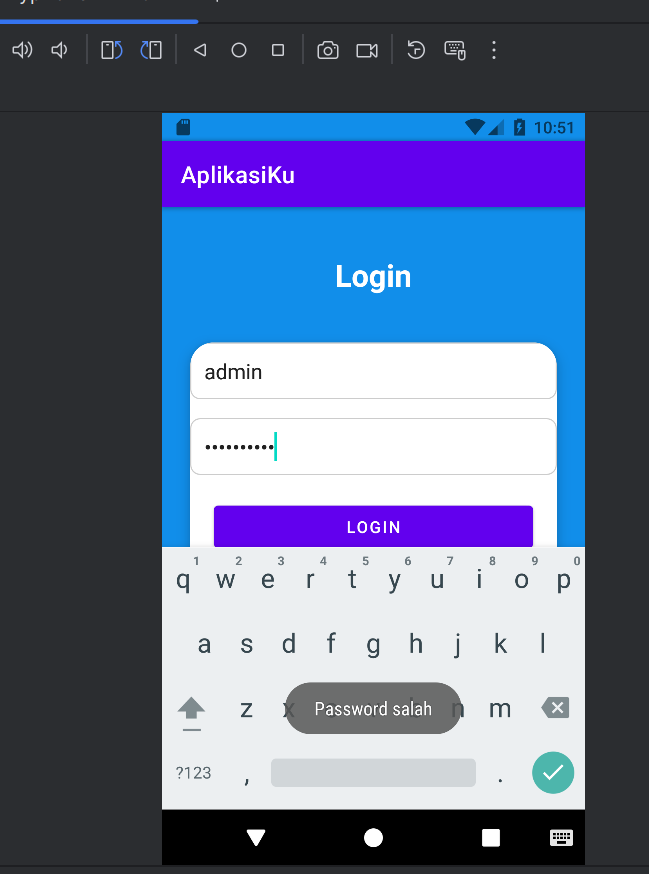 10:51
AplikasiKu
Login
admin
••••••••••
LOGIN
1 2 3 4 5 6 7 8 9 0
q w e r t y u i o p
a s d f g h j k l
z x n m
Password salah
?123 , .